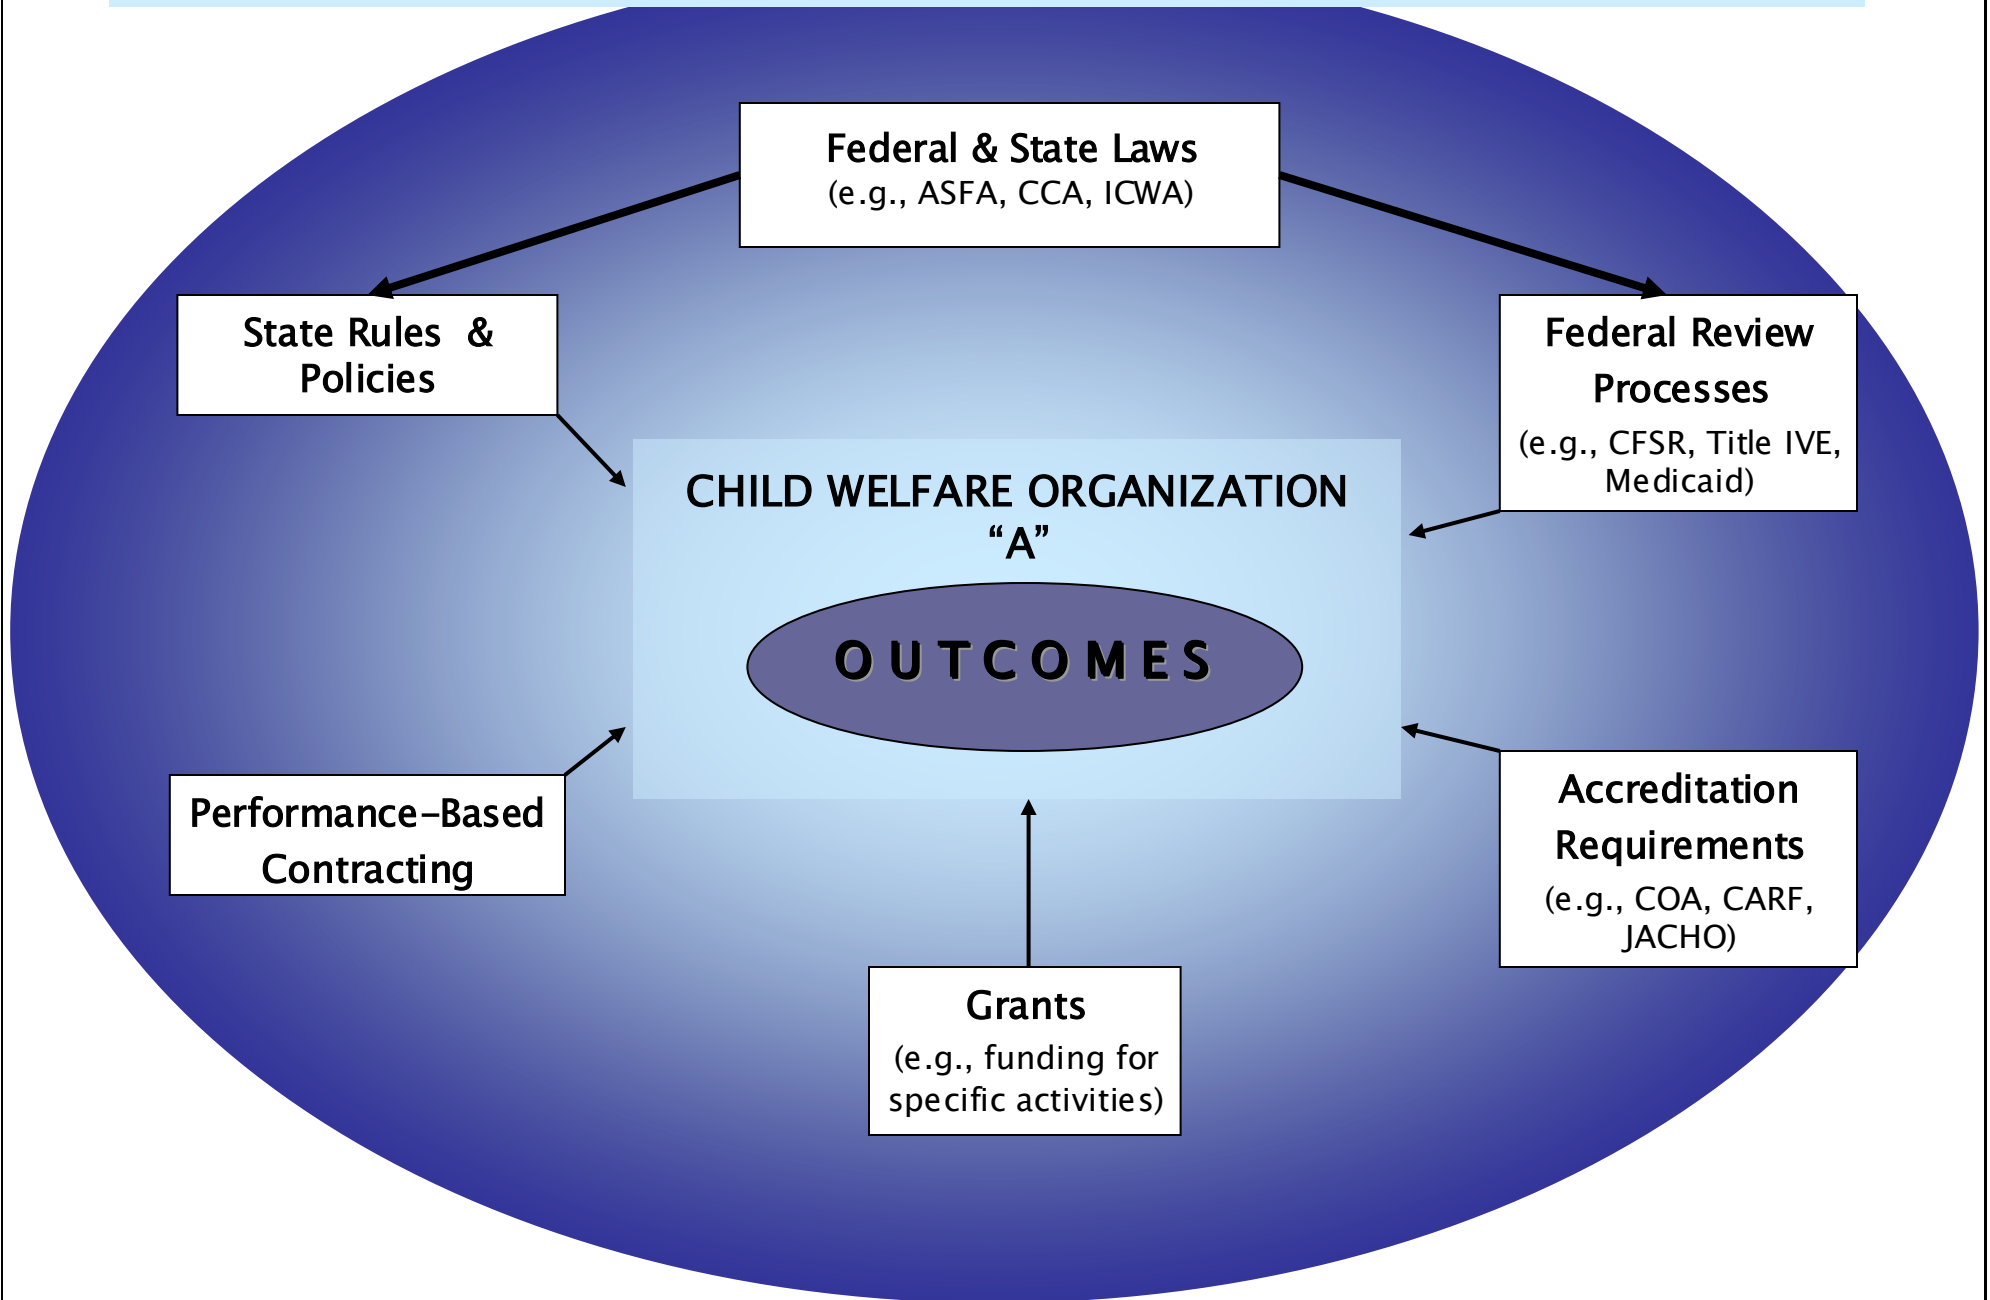 Federal & State Laws
(e.g., ASFA, CCA, ICWA)
State Rules &
Policies
Federal Review
Processes
(e.g., CFSR, Title IVE,
Medicaid)
CHILD WELFARE ORGANIZATION
“A”
OUTCOMES
Performance-Based
Contracting
Accreditation
Requirements
(e.g., COA, CARF,
JACHO)
Grants
(e.g., funding for
specific activities)